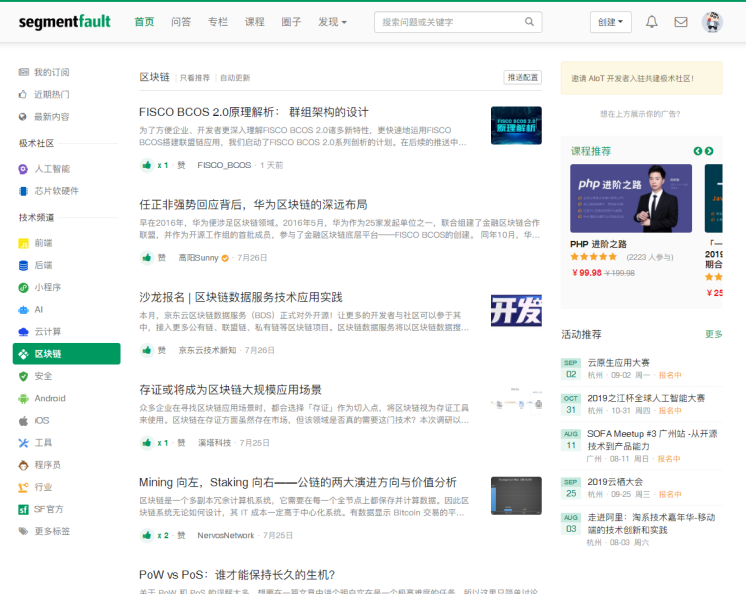 segmentfault
首页
问答
专栏
课程
圈子
发现
搜索问题或关键字
创建
我的订阅
近期热门
最新内容
极术社区
人工智能
芯片软硬件
技术频道
前端
后端
小程序
AI
云计算
区块链
安全
Android
iOS
工具
程序员
行业
SF官方
更多标签
区块链
只看推荐
自动更新
推送配置
FISCO BCOS 2.0原理解析： 群组架构的设计
为了方便企业、开发者更深入理解FISCO BCOS 2.0诸多新特性，更快速地运用FISCO
BCOS搭建联盟链应用，我们启动了FISCO BCOS 2.0系列剖析的计划。在后续的推送中...
x 1 · 赞 FISCO_BCOS · 1 天前
FISCO BCOS 2.0
原理解析
任正非强势回应背后，华为区块链的深远布局
早在2016年，华为便涉足区块链领域。2016年5月，华为作为25家发起单位之一，联合组建了金融区块链合作
联盟，并作为开源工作组的首批成员，参与了金融区块链底层平台——FISCO BCOS的创建。 同年10月，华...
赞 高阳Sunny · 7月26日
沙龙报名 | 区块链数据服务技术应用实践
本月，京东云区块链数据服务（BDS）正式对外开源！让更多的开发者与社区可以参于其
中，接入更多公有链、联盟链、私有链等区块链项目。区块链数据服务将以区块链数据搜...
赞 京东云技术新知 · 7月26日
开发
存证或将成为区块链大规模应用场景
众多企业在寻找区块链应用场景时，都会选择「存证」作为切入点，将区块链视为存证工具
来使用。区块链在存证方面虽然存在市场，但该领域是否真的需要这门技术？本次调研以...
x 1 · 赞 溪塔科技 · 7月25日
Mining 向左，Staking 向右——公链的两大演进方向与价值分析
区块链是一个多副本冗余计算机系统，它需要在每一个全节点上都保存并计算数据。因此区
块链系统无论如何设计，其 IT 成本一定高于中心化系统。有数据显示 Bitcoin 交易的平...
x 2 · 赞 NervosNetwork · 7月25日
PoW vs PoS：谁才能保持长久的生机？
邀请 AIoT 开发者入驻共建极术社区！
想在上方展示你的广告？
课程推荐
php 进阶之路
PHP 进阶之路
(2223 人参与)
￥99.98 ￥199.98
「一
2019
期合
￥25
活动推荐
更多
SEP
02
云原生应用大赛
杭州 · 09-02 周一 · 报名中
OCT
31
2019之江杯全球人工智能大赛
杭州 · 10-31 周四 · 报名中
AUG
11
SOFA Meetup #3 广州站 -从开源
技术到产品能力
广州 · 08-11 周日 · 报名中
SEP
25
2019云栖大会
杭州 · 09-25 周三 · 报名中
AUG
03
走进阿里：淘系技术嘉年华-移动
端的技术创新和实践
杭州 · 08-03 周六